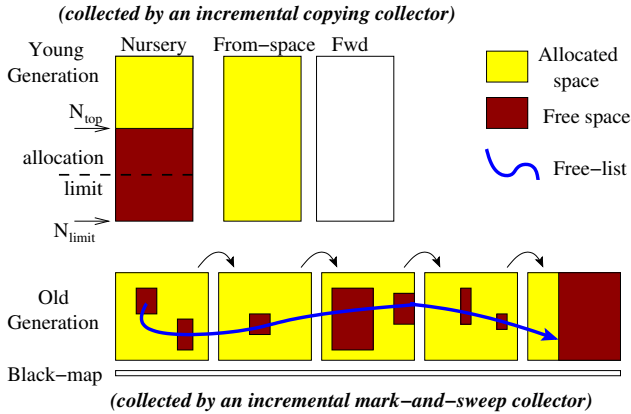 (collected by an incremental copying collector)
Young
Generation
Nursery
From-space
Fwd
N_top
allocation
limit
N_limit
Allocated
space
Free space
Free-list
Old
Generation
Black-map
(collected by an incremental mark-and-sweep collector)